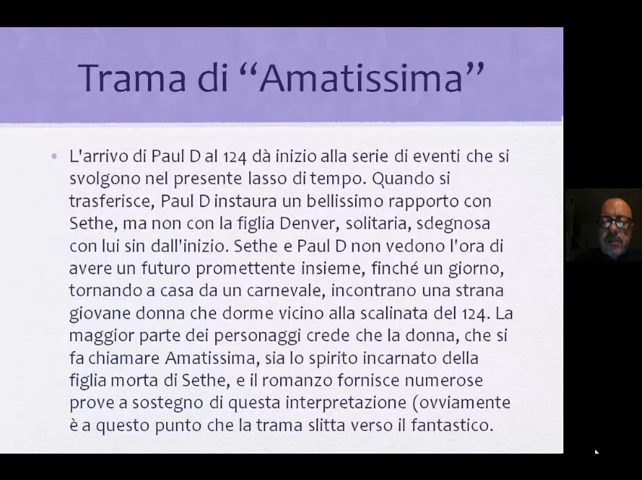 Trama di “Amatissima”
• L'arrivo di Paul D al 124 dà inizio alla serie di eventi che si
svolgono nel presente lasso di tempo. Quando si
trasferisce, Paul D instaura un bellissimo rapporto con
Sethe, ma non con la figlia Denver, solitaria, sdegnosa
con lui sin dall'inizio. Sethe e Paul D non vedono l'ora di
avere un futuro promettente insieme, finché un giorno,
tornando a casa da un carnevale, incontrano una strana
giovane donna che dorme vicino alla scalinata del 124. La
maggior parte dei personaggi crede che la donna, che si
fa chiamare Amatissima, sia lo spirito incarnato della
figlia morta di Sethe, e il romanzo fornisce numerose
prove a sostegno di questa interpretazione (ovviamente
è a questo punto che la trama slitta verso il fantastico.